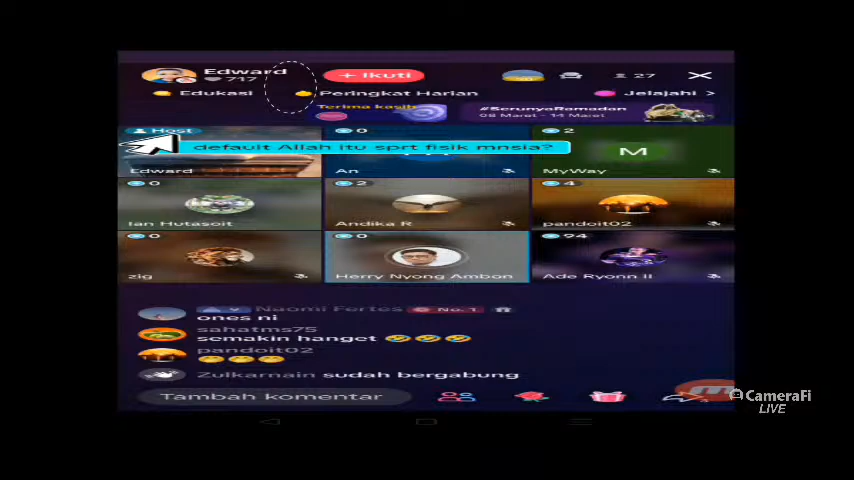 Edward
717
+ Ikuti
27
Edukasi
Peringkat Harian
Jelajahi >
Terima kasih
#SerunyaRamadan
08 Maret - 14 Maret
Host
0
2
default Allah itu sprt fisik mnsia?
M
Edward
An
MyWay
0
2
4
Ian Hutasoit
Andika R
pandoit02
0
0
94
zig
Herry Nyong Ambon
Ade Ryonn II
Naomi Fertes
No. 1
ones ni
sahatms75
semakin hanget 🤣🤣🤣
pandoit02
Zulkarnain sudah bergabung
Tambah komentar
CameraFi
LIVE